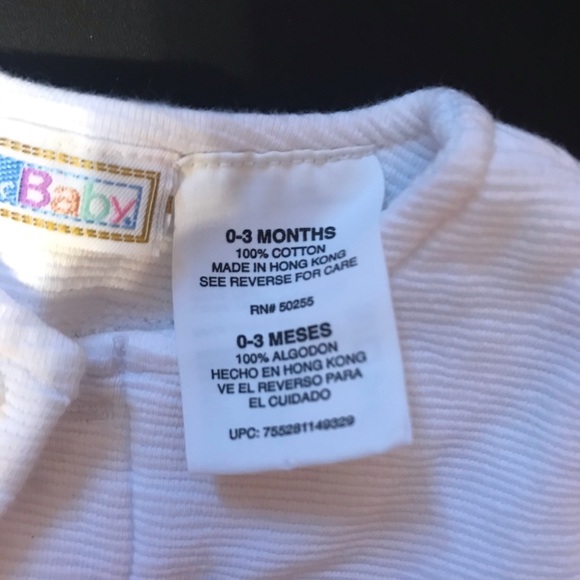 Baby
0-3 MONTHS
100% COTTON
MADE IN HONG KONG
SEE REVERSE FOR CARE
RN# 50255
0-3 MESES
100% ALGODON
HECHO EN HONG KONG
VE EL REVERSO PARA
EL CUIDADO
UPC: 755281149329